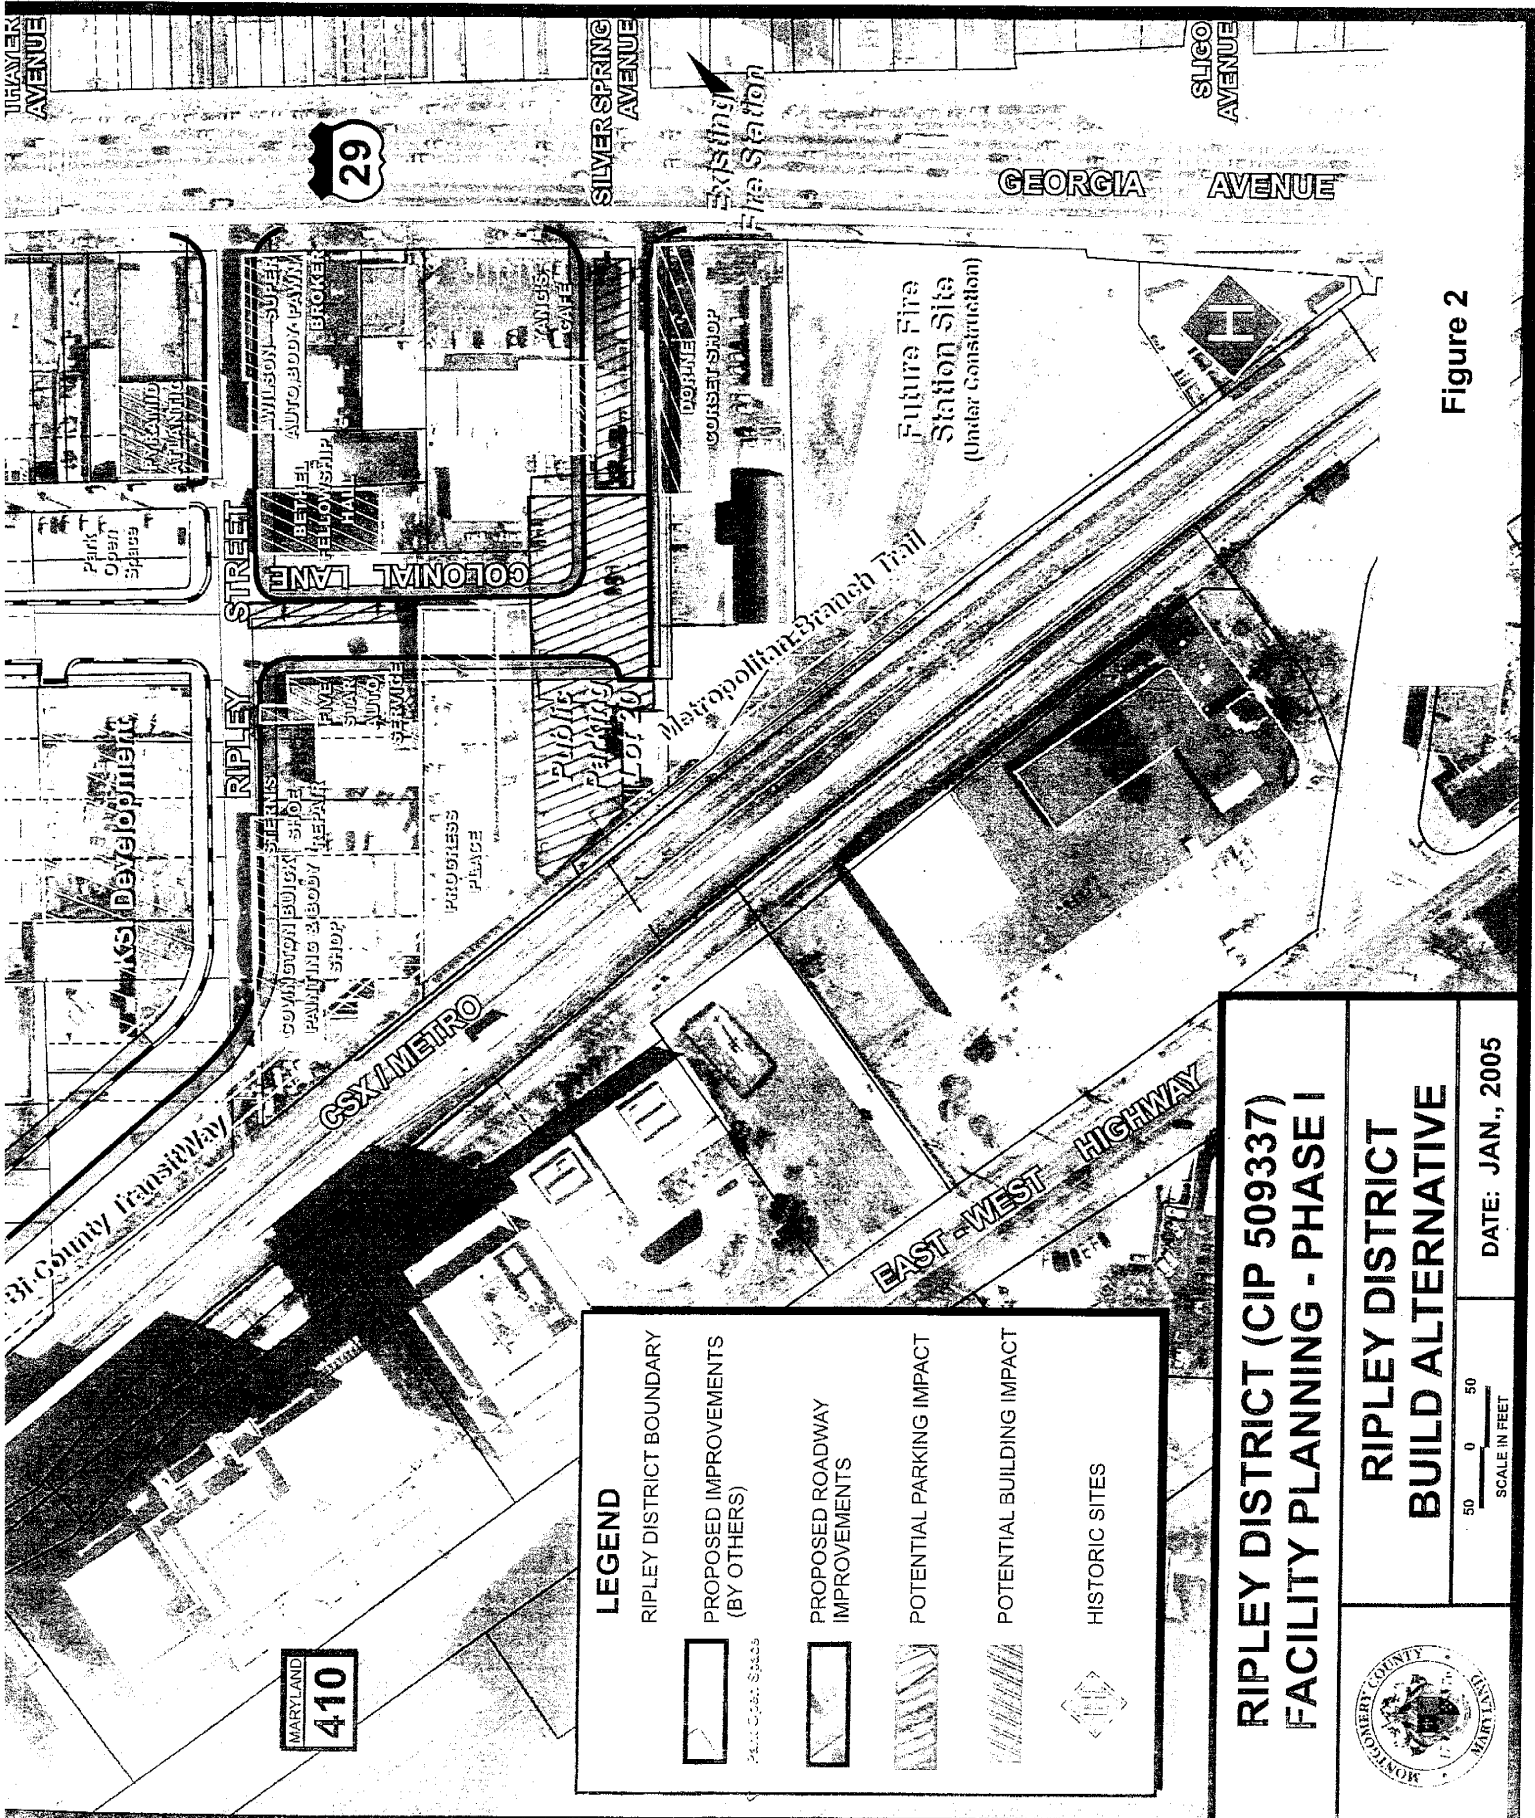 THAYER
AVENUE
29
SILVER SPRING
AVENUE
Existing
Fire Station
SLIGO
AVENUE
GEORGIA AVENUE
PYRAMID
ATLANTIC
WILSON SUPER
AUTO BODY PAWN
BROKER
BETHEL
FELLOWSHIP
HALL
ANGIE'S
CAFE
DORINE'S
CORSET SHOP
Future Fire
Station Site
(Under Construction)
H
Park
Open
Space
RIPLEY STREET
COLONIAL LANE
KSI Development
FIVE
STAR
AUTO
SERVICE
SHOE
REPAIR
COVINGTON BUICK
PAINTING & BODY
SHOP
PROGRESS
PLACE
Public
Parking
Lot 20
Metropolitan Branch Trail
Bi-County TransitWay
CSX / METRO
EAST - WEST HIGHWAY
MARYLAND
410
LEGEND
RIPLEY DISTRICT BOUNDARY
PROPOSED IMPROVEMENTS
(BY OTHERS)
PROPOSED ROADWAY
IMPROVEMENTS
POTENTIAL PARKING IMPACT
POTENTIAL BUILDING IMPACT
H
HISTORIC SITES
Figure 2
RIPLEY DISTRICT (CIP 509337)
FACILITY PLANNING - PHASE I
MONTGOMERY COUNTY
MARYLAND
RIPLEY DISTRICT
BUILD ALTERNATIVE
50 0 50
SCALE IN FEET
DATE: JAN., 2005